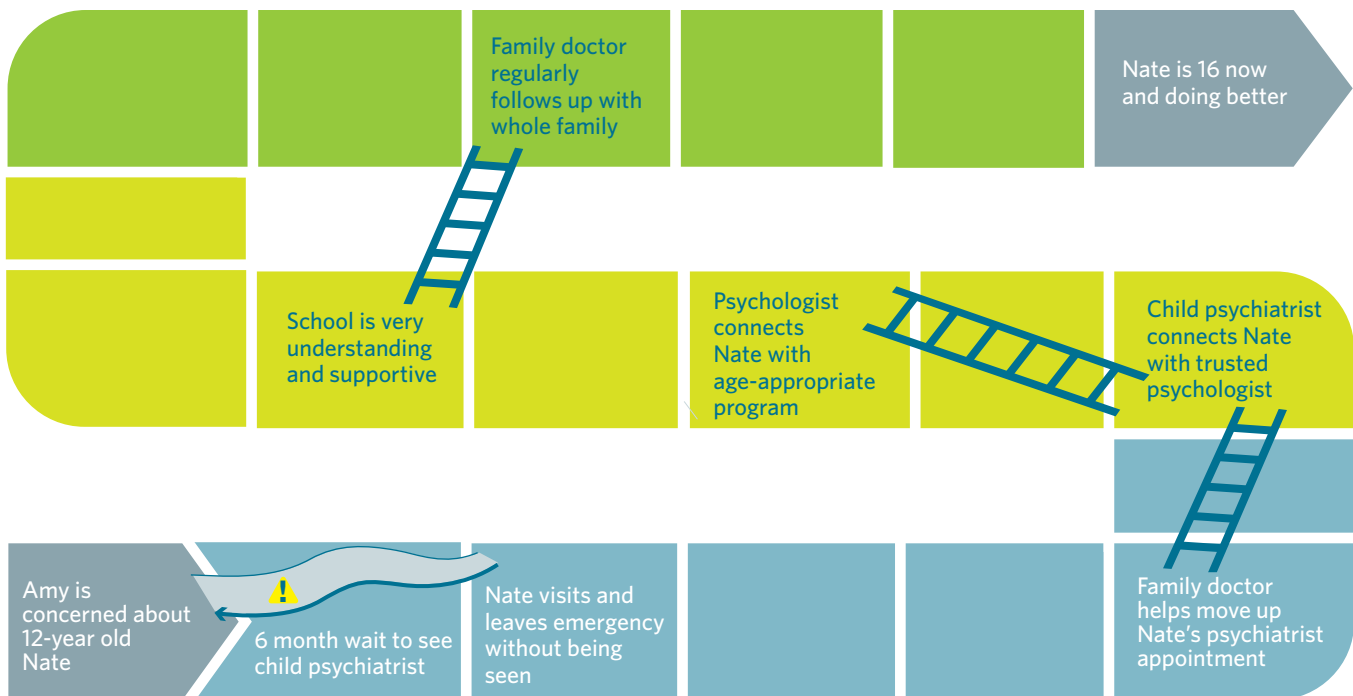 Family doctor
regularly
follows up with
whole family
Nate is 16 now
and doing better
School is very
understanding
and supportive
Psychologist
connects
Nate with
age-appropriate
program
Child psychiatrist
connects Nate
with trusted
psychologist
Amy is
concerned about
12-year old
Nate
!
6 month wait to see
child psychiatrist
Nate visits and
leaves emergency
without being
seen
Family doctor
helps move up
Nate’s psychiatrist
appointment